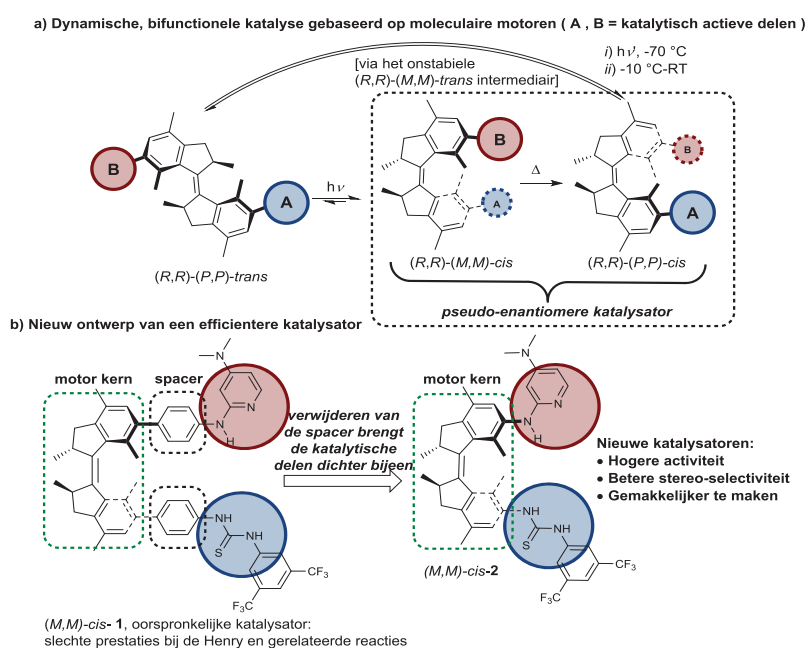 a) Dynamische, bifunctionele katalyse gebaseerd op moleculaire motoren ( A , B = katalytisch actieve delen )
[via het onstabiele
(R,R)-(M,M)-trans intermediair]
i) hν, -70 °C
ii) -10 °C-RT
B
A
hν
B
A
Δ
B
A
(R,R)-(P,P)-trans
(R,R)-(M,M)-cis
(R,R)-(P,P)-cis
pseudo-enantiomere katalysator
b) Nieuw ontwerp van een efficientere katalysator
motor kern
spacer
N
N
N
H
NH
S
NH
CF₃
F₃C
verwijderen van
de spacer brengt
de katalytische
delen dichter bijeen
motor kern
N
N
N
H
NH
S
NH
CF₃
F₃C
Nieuwe katalysatoren:
• Hogere activiteit
• Betere stereo-selectiviteit
• Gemakkelijker te maken
(M,M)-cis-2
(M,M)-cis- 1, oorspronkelijke katalysator:
slechte prestaties bij de Henry en gerelateerde reacties